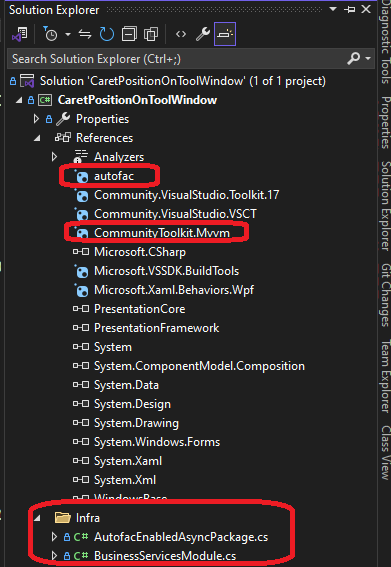 Solution Explorer
Search Solution Explorer (Ctrl+;)
Solution 'CaretPositionOnToolWindow' (1 of 1 project)
C# CaretPositionOnToolWindow
Properties
References
Analyzers
autofac
Community.VisualStudio.Toolkit.17
Community.VisualStudio.VSCT
CommunityToolkit.Mvvm
Microsoft.CSharp
Microsoft.VSSDK.BuildTools
Microsoft.Xaml.Behaviors.Wpf
PresentationCore
PresentationFramework
System
System.ComponentModel.Composition
System.Data
System.Design
System.Drawing
System.Windows.Forms
System.Xaml
System.Xml
WindowsBase
Infra
C# AutofacEnabledAsyncPackage.cs
C# BusinessServicesModule.cs
Diagnostic Tools
Properties
Solution Explorer
Git Changes
Team Explorer
Class View